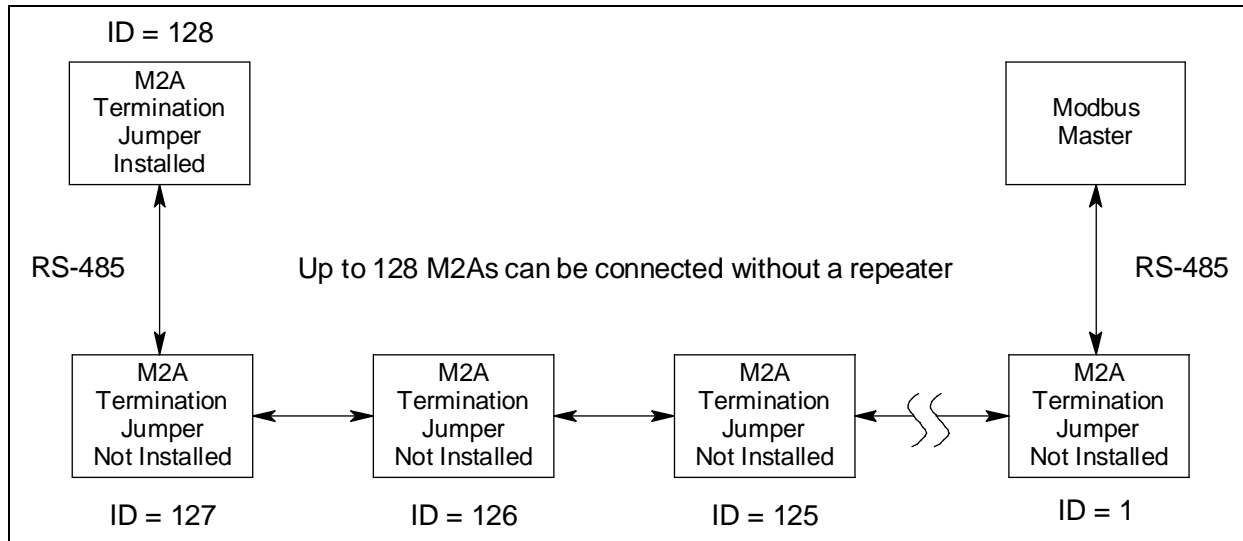 ID = 128
M2A
Termination
Jumper
Installed
Modbus
Master
RS-485
Up to 128 M2As can be connected without a repeater
RS-485
M2A
Termination
Jumper
Not Installed
M2A
Termination
Jumper
Not Installed
M2A
Termination
Jumper
Not Installed
M2A
Termination
Jumper
Not Installed
ID = 127
ID = 126
ID = 125
ID = 1